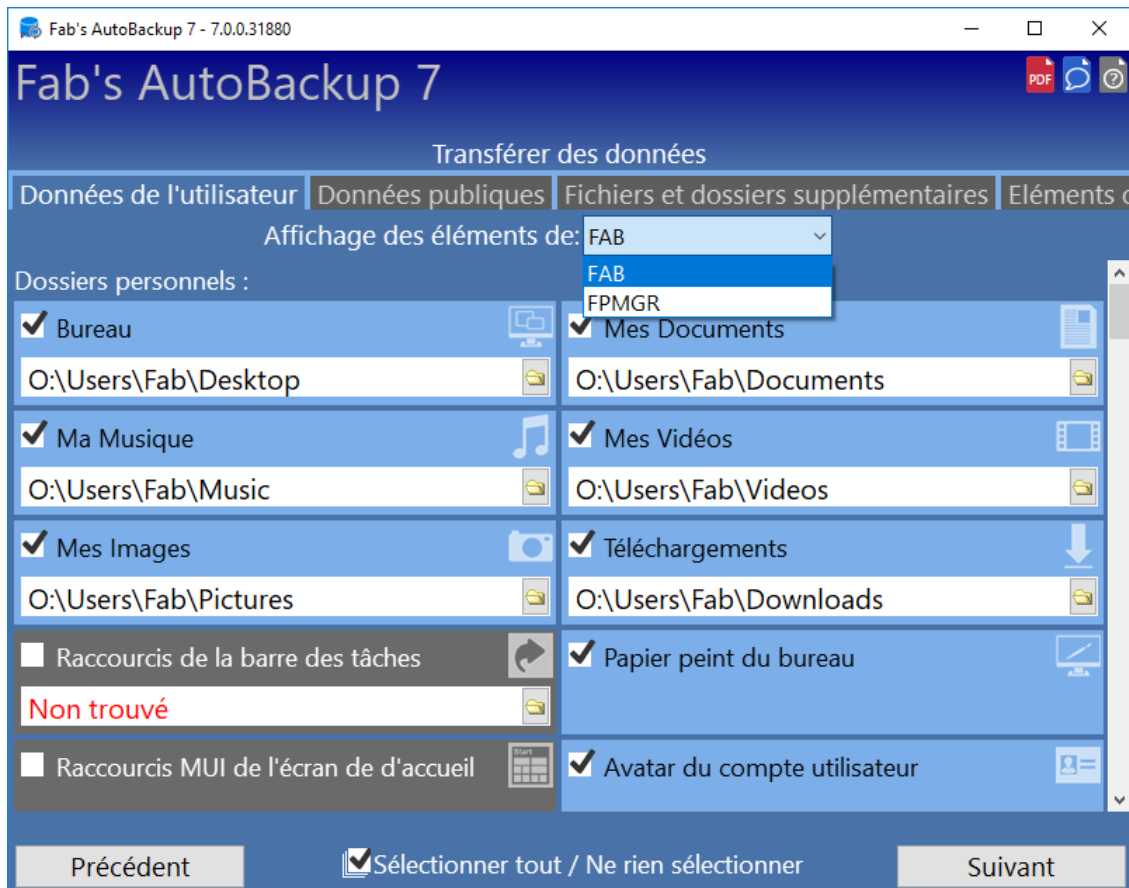 Fab's AutoBackup 7 - 7.0.0.31880
Fab's AutoBackup 7
PDF
Transférer des données
Données de l'utilisateur Données publiques Fichiers et dossiers supplémentaires Eléments
Affichage des éléments de: FAB
FAB
FPMGR
Dossiers personnels :
Bureau
Mes Documents
O:\Users\Fab\Desktop
O:\Users\Fab\Documents
Ma Musique
Mes Vidéos
O:\Users\Fab\Music
O:\Users\Fab\Videos
Mes Images
Téléchargements
O:\Users\Fab\Pictures
O:\Users\Fab\Downloads
Raccourcis de la barre des tâches
Papier peint du bureau
Non trouvé
Raccourcis MUI de l'écran de d'accueil
Start
Avatar du compte utilisateur
Précédent
Sélectionner tout / Ne rien sélectionner
Suivant